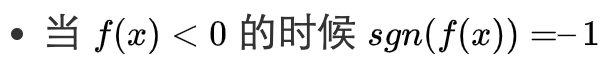 • 当 f(x) < 0 的时候 sgn(f(x)) =−1